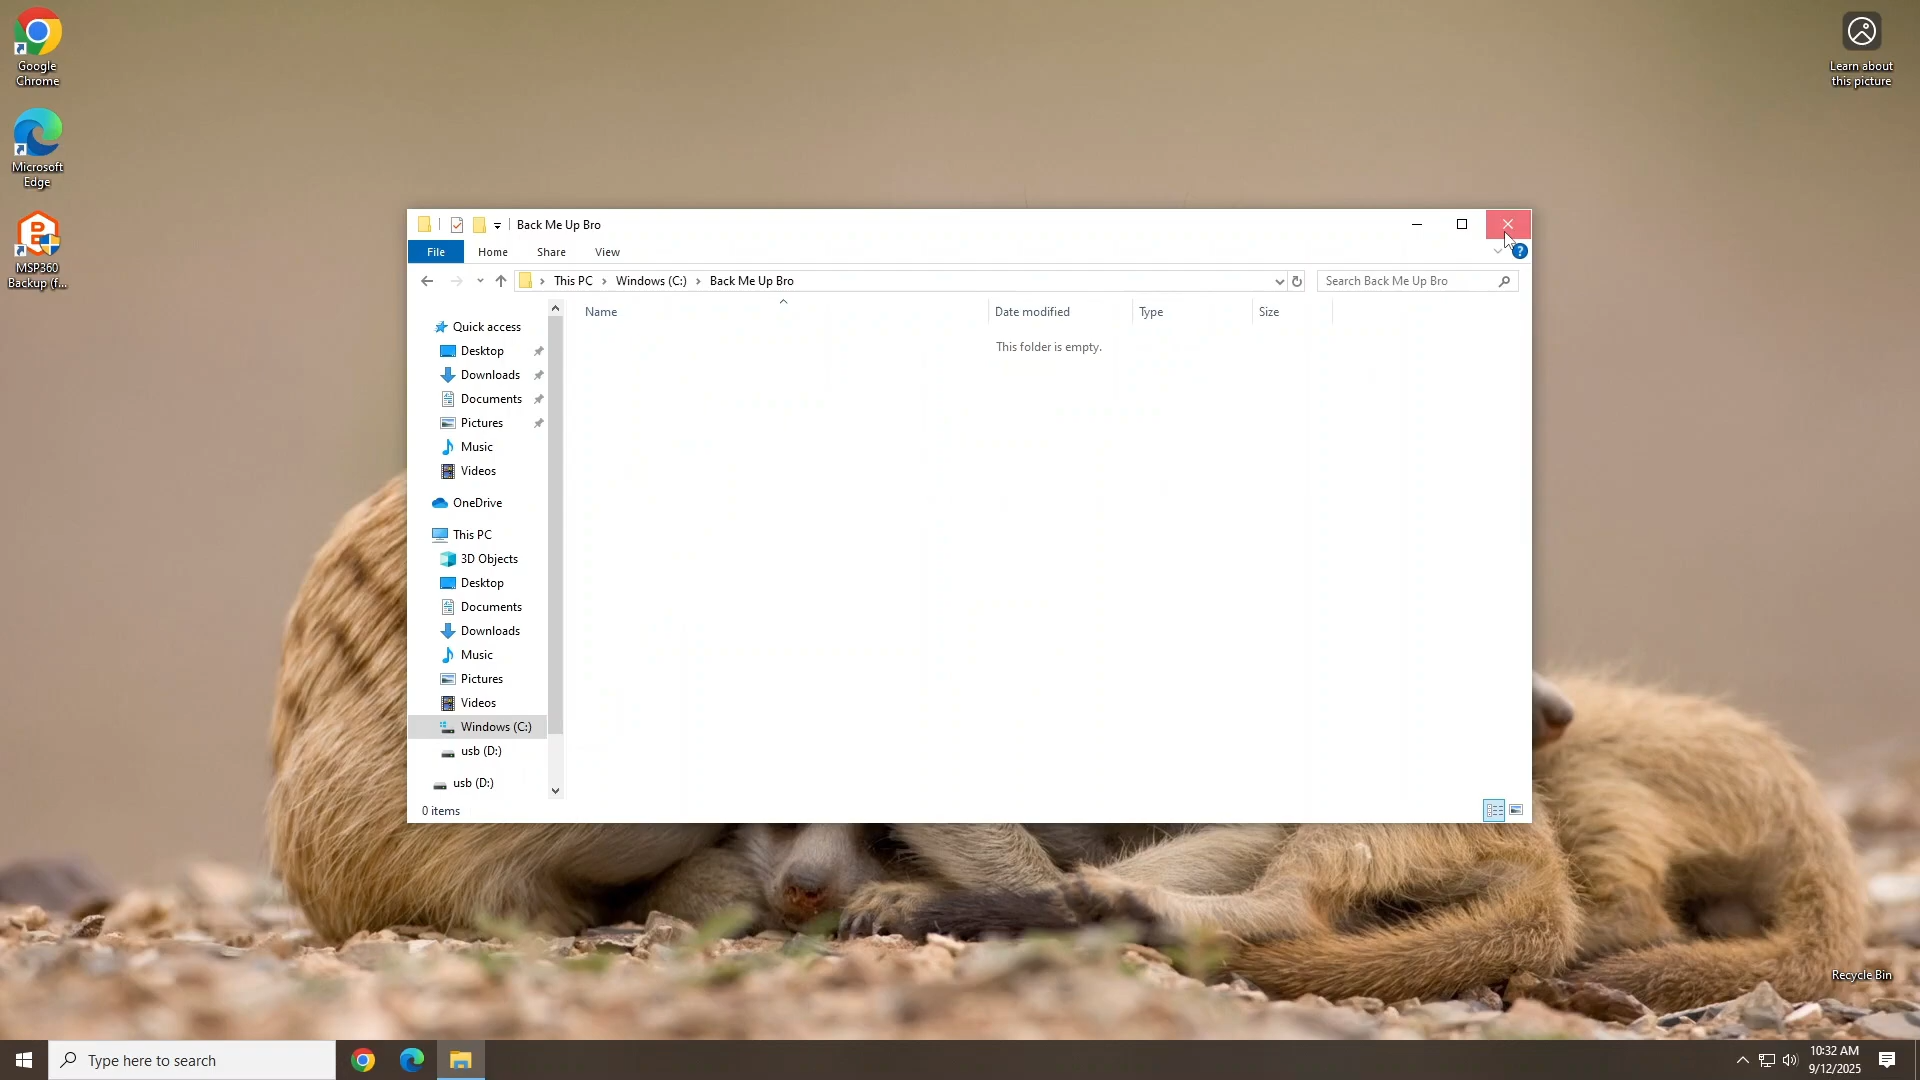 Google
Chrome
Learn about
this picture
Microsoft
Edge
MSP360
Backup (f...
Back Me Up Bro
File
Home
Share
View
This PC
Windows (C:)
Back Me Up Bro
Search Back Me Up Bro
Name
Date modified
Type
Size
This folder is empty.
Quick access
Desktop
Downloads
Documents
Pictures
Music
Videos
OneDrive
This PC
3D Objects
Desktop
Documents
Downloads
Music
Pictures
Videos
Windows (C:)
usb (D:)
usb (D:)
0 items
Recycle Bin
Type here to search
10:32 AM
9/12/2025